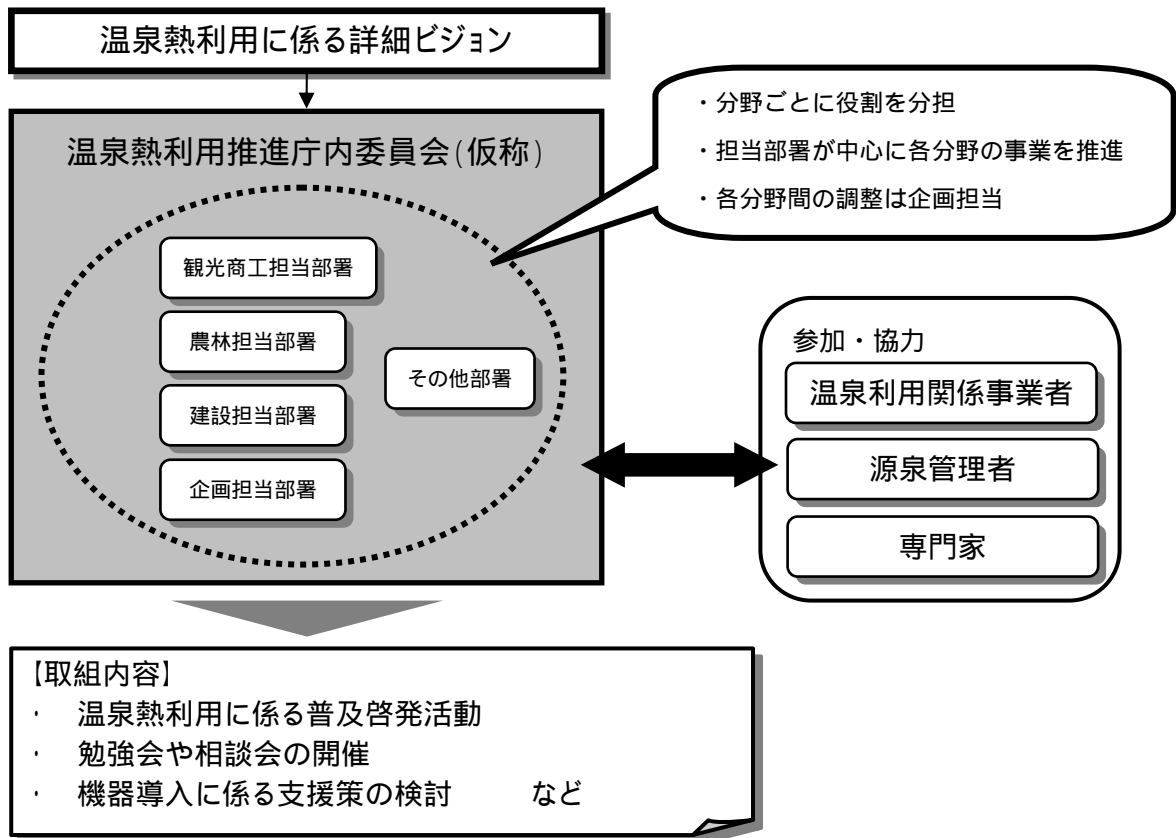 温泉熱利用に係る詳細ビジョン
温泉熱利用推進庁内委員会(仮称)
・分野ごとに役割を分担
・担当部署が中心に各分野の事業を推進
・各分野間の調整は企画担当
観光商工担当部署
農林担当部署
建設担当部署
企画担当部署
その他部署
参加・協力
温泉利用関係事業者
源泉管理者
専門家
【取組内容】
・ 温泉熱利用に係る普及啓発活動
・ 勉強会や相談会の開催
・ 機器導入に係る支援策の検討 など